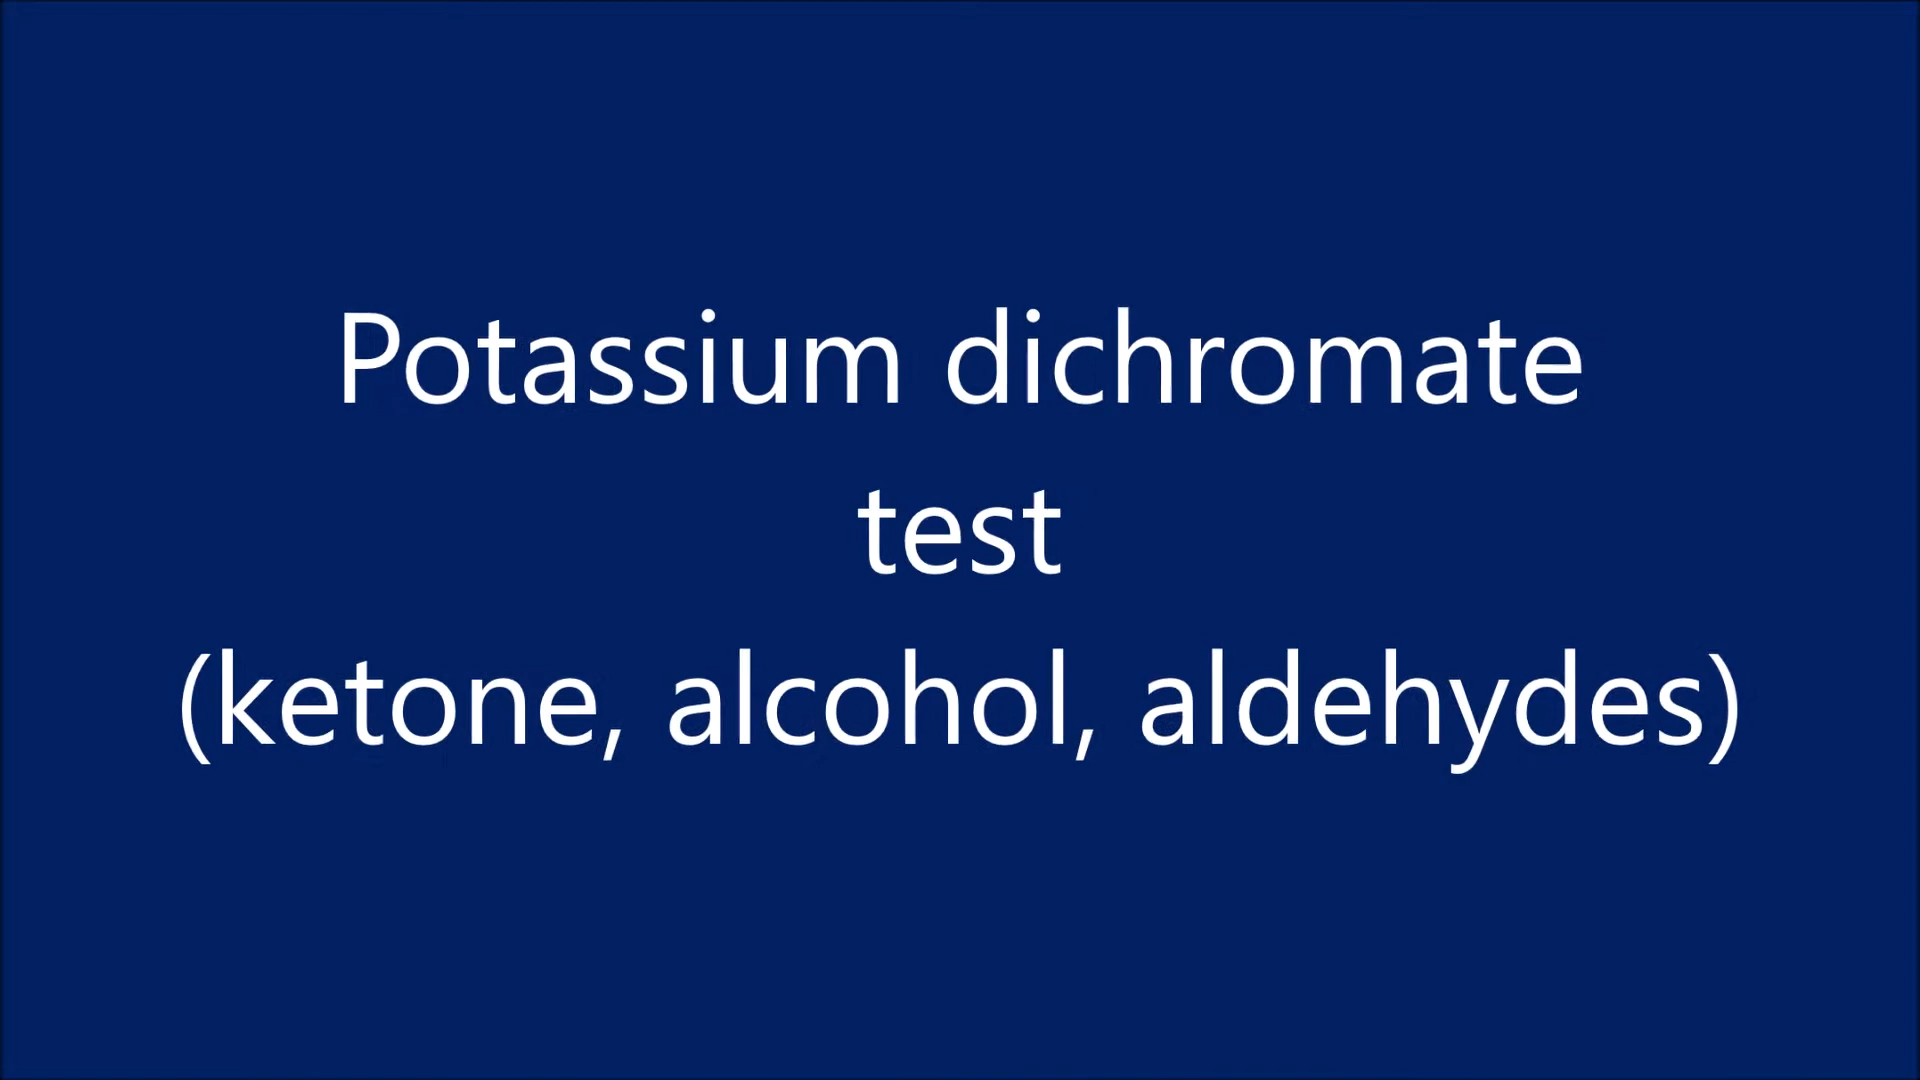 Potassium dichromate
test
(ketone, alcohol, aldehydes)